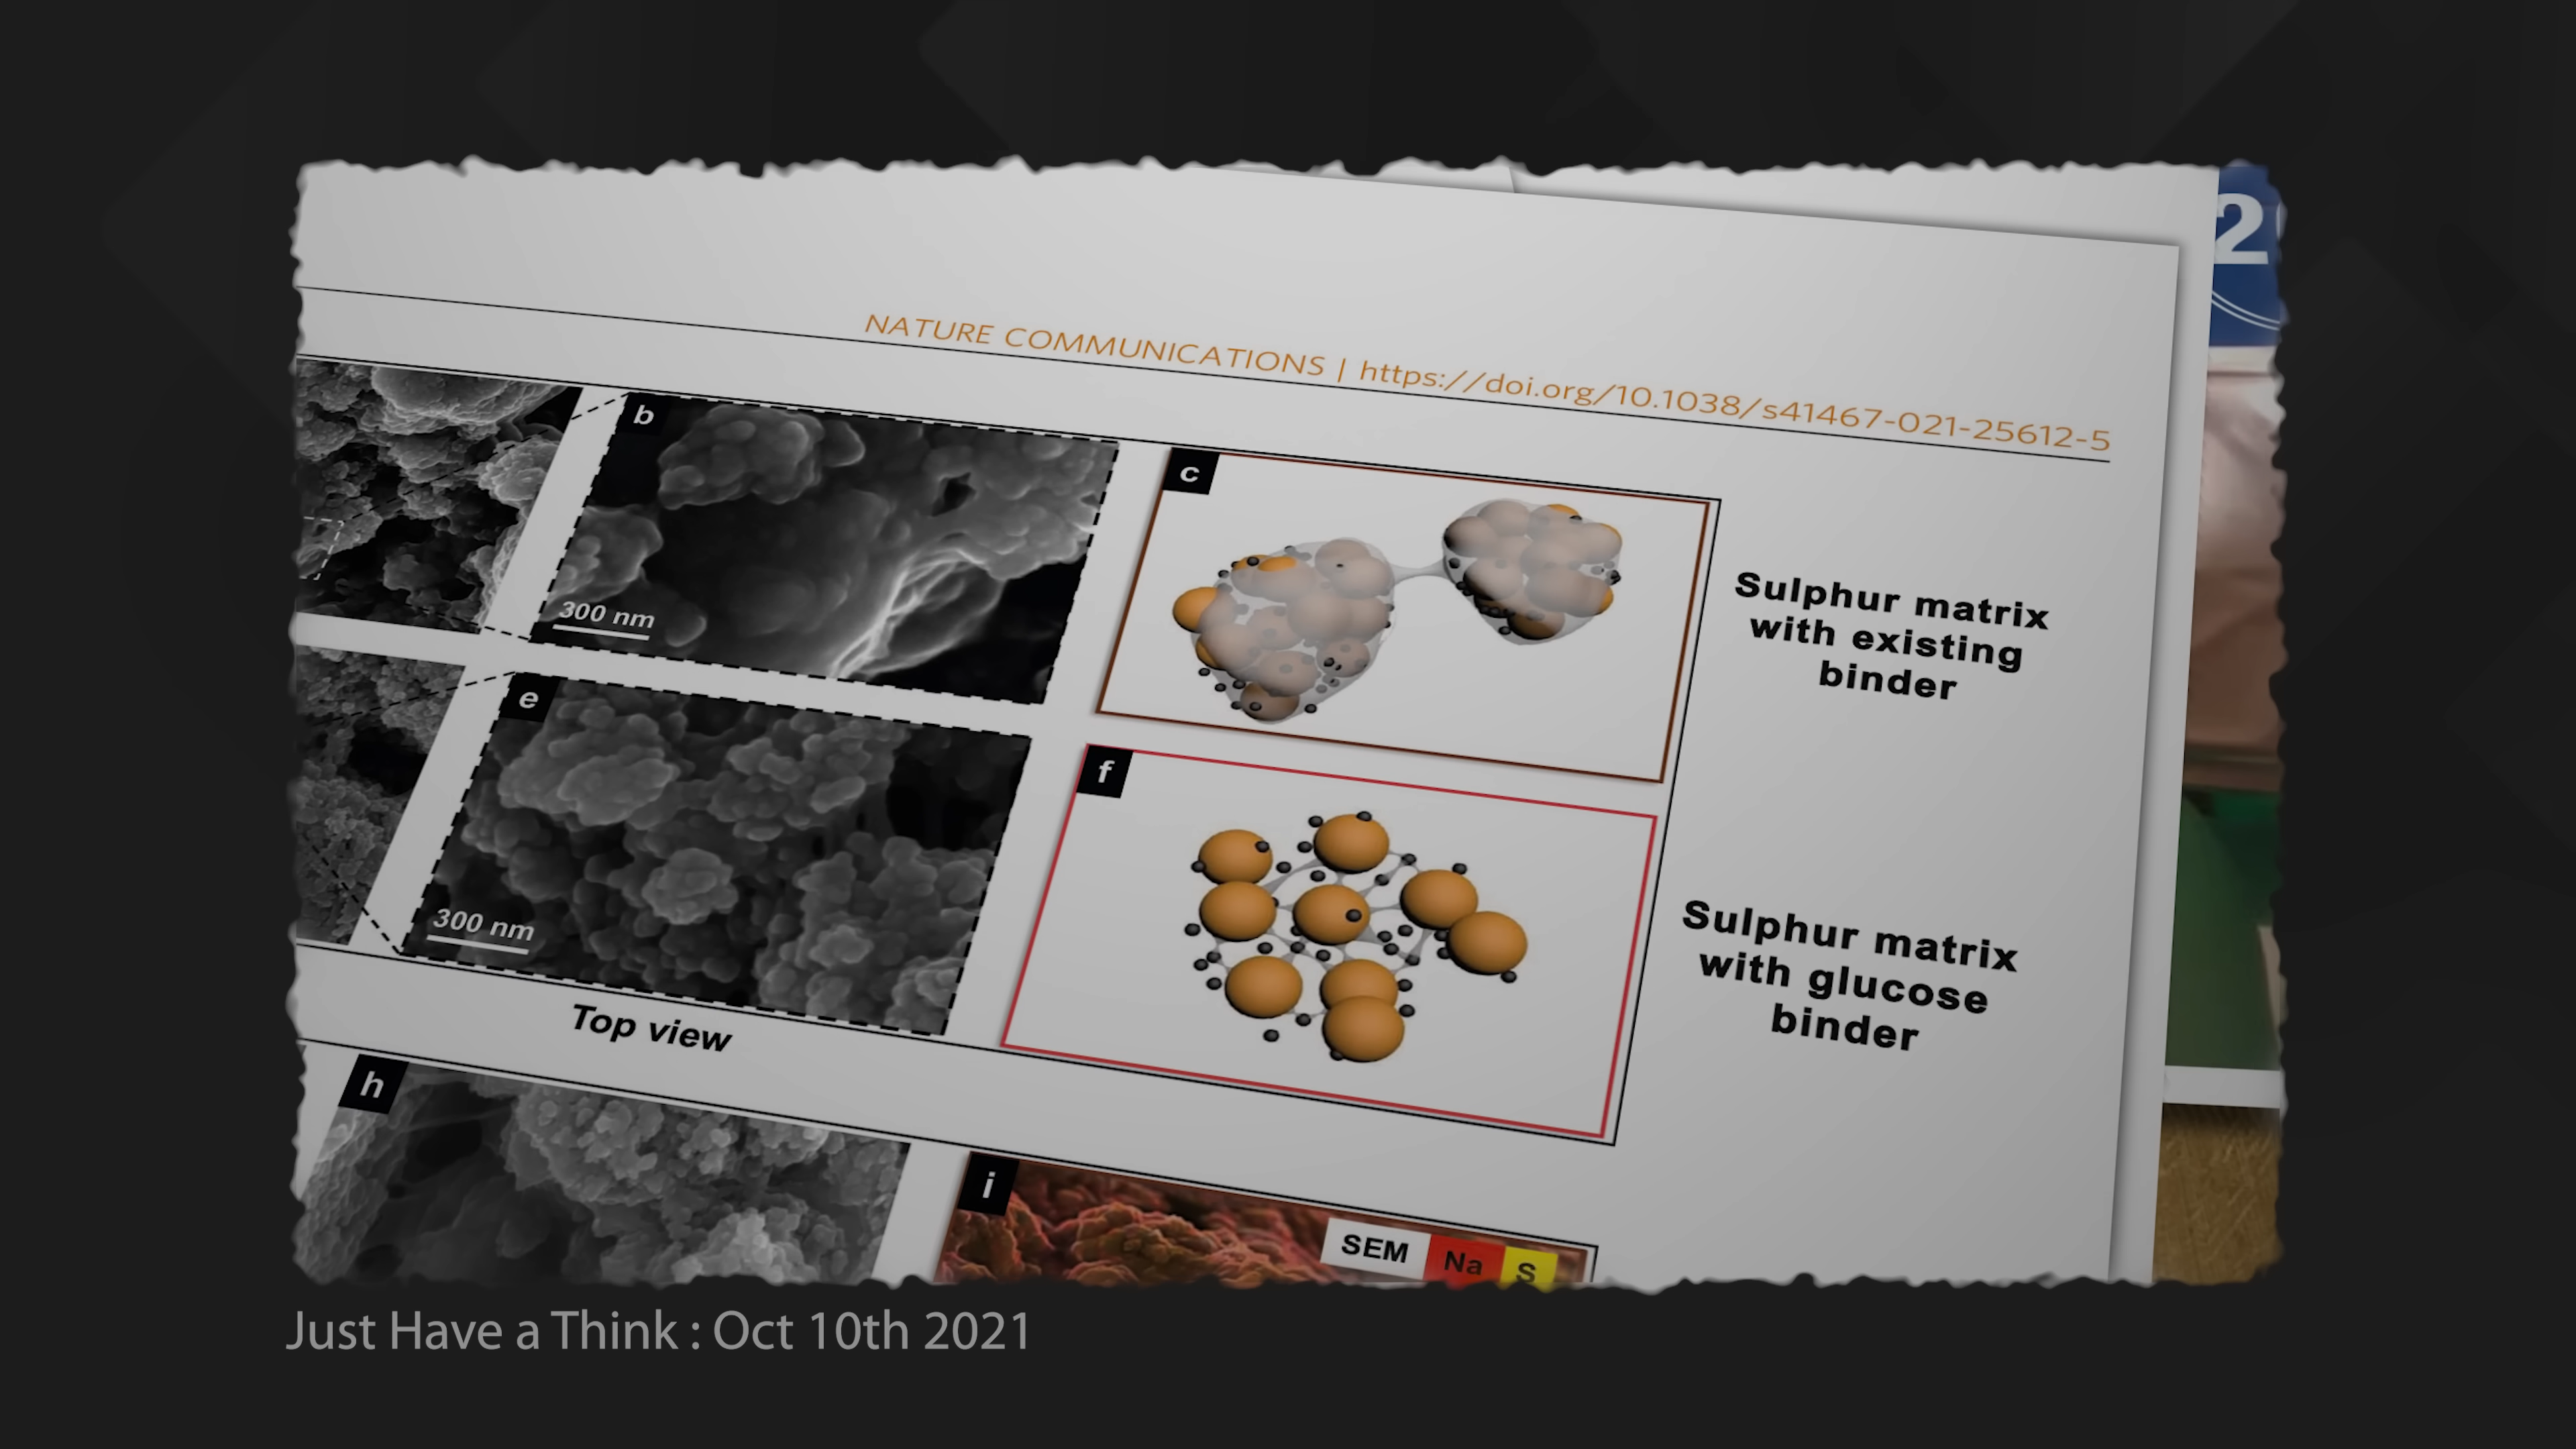 2
NATURE COMMUNICATIONS | https://doi.org/10.1038/s41467-021-25612-5
b
300 nm
c
Sulphur matrix
with existing
binder
e
300 nm
f
Sulphur matrix
with glucose
binder
Top view
h
i
SEM Na S
Just Have a Think : Oct 10th 2021